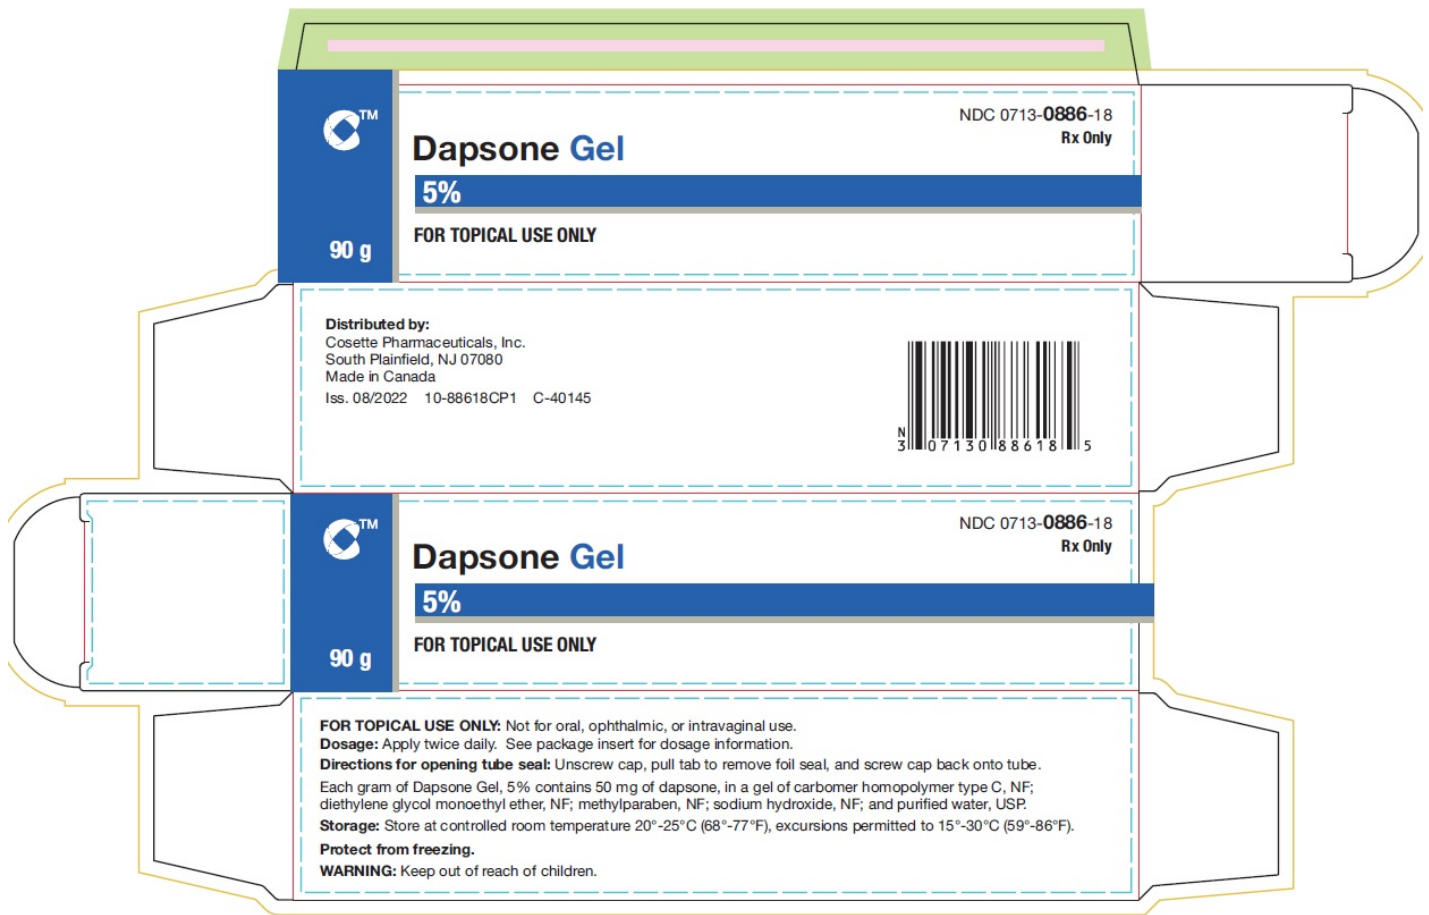 TM
NDC 0713-0886-18
Rx Only
Dapsone Gel
5%
FOR TOPICAL USE ONLY
90 g
Distributed by:
Cosette Pharmaceuticals, Inc.
South Plainfield, NJ 07080
Made in Canada
Iss. 08/2022 10-88618CP1 C-40145
N
3 07130 88618 5
TM
NDC 0713-0886-18
Rx Only
Dapsone Gel
5%
FOR TOPICAL USE ONLY
90 g
FOR TOPICAL USE ONLY: Not for oral, ophthalmic, or intravaginal use.
Dosage: Apply twice daily. See package insert for dosage information.
Directions for opening tube seal: Unscrew cap, pull tab to remove foil seal, and screw cap back onto tube.
Each gram of Dapsone Gel, 5% contains 50 mg of dapsone, in a gel of carbomer homopolymer type C, NF;
diethylene glycol monoethyl ether, NF; methylparaben, NF; sodium hydroxide, NF; and purified water, USP.
Storage: Store at controlled room temperature 20°-25°C (68°-77°F), excursions permitted to 15°-30°C (59°-86°F).
Protect from freezing.
WARNING: Keep out of reach of children.